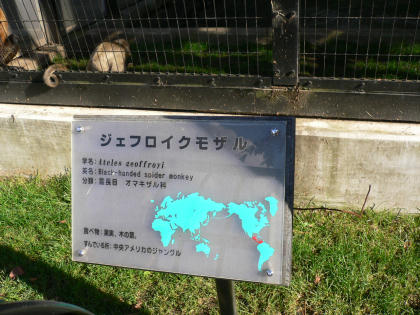 ジェフロイクモザル
学名：Ateles geoffroyi
英名：Black-handed spider monkey
分類：霊長目 オマキザル科
食べ物：果実、木の葉、
すんでいる所：中央アメリカのジャングル